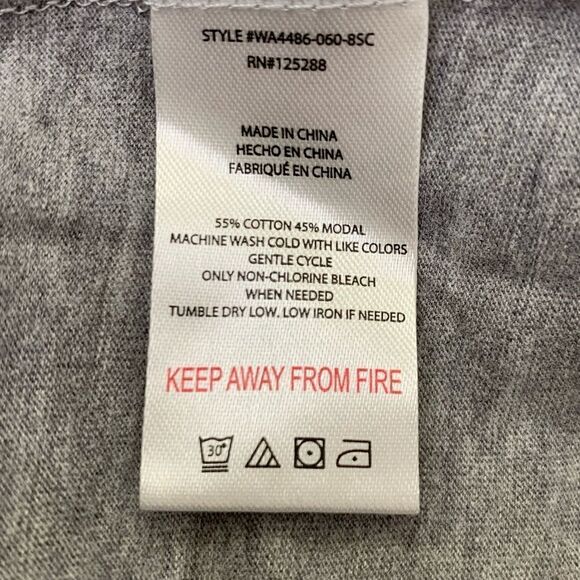 STYLE #WA4486-060-8SC
RN#125288
MADE IN CHINA
HECHO EN CHINA
FABRIQUÉ EN CHINA
55% COTTON 45% MODAL
MACHINE WASH COLD WITH LIKE COLORS
GENTLE CYCLE
ONLY NON-CHLORINE BLEACH
WHEN NEEDED
TUMBLE DRY LOW. LOW IRON IF NEEDED
KEEP AWAY FROM FIRE
30°